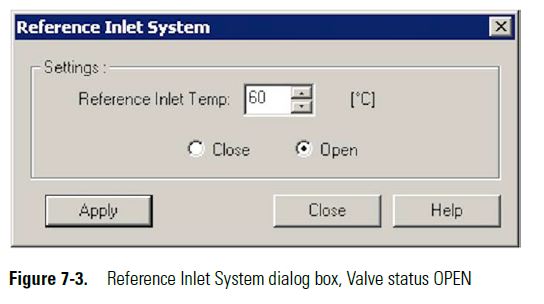 Reference Inlet System
Settings :
Reference Inlet Temp: 60 [°C]
Close Open
Apply Close Help
Figure 7-3. Reference Inlet System dialog box, Valve status OPEN